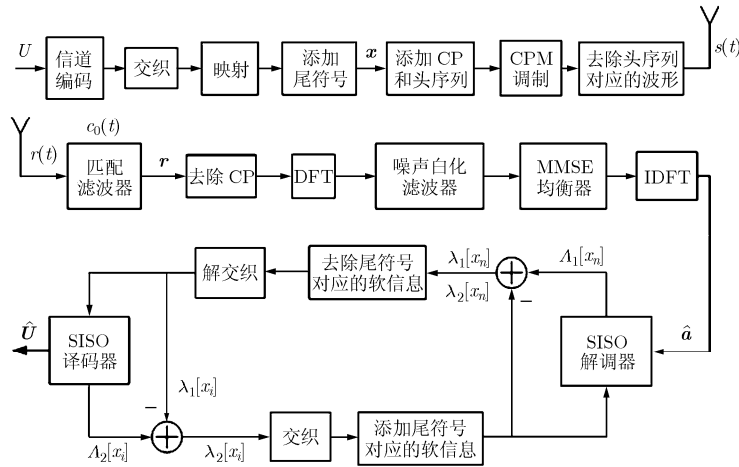 U
信道
编码
交织
映射
添加
尾符号
x
添加 CP
和头序列
CPM
调制
去除头序列
对应的波形
s(t)
r(t)
c₀(t)
匹配
滤波器
r
去除 CP
DFT
噪声白化
滤波器
MMSE
均衡器
IDFT
解交织
去除尾符号
对应的软信息
λ₁[xₙ]
λ₂[xₙ]
−
Λ₁[xₙ]
Û
SISO
译码器
λ₁[xᵢ]
SISO
解调器
â
−
Λ₂[xᵢ]
λ₂[xᵢ]
交织
添加尾符号
对应的软信息